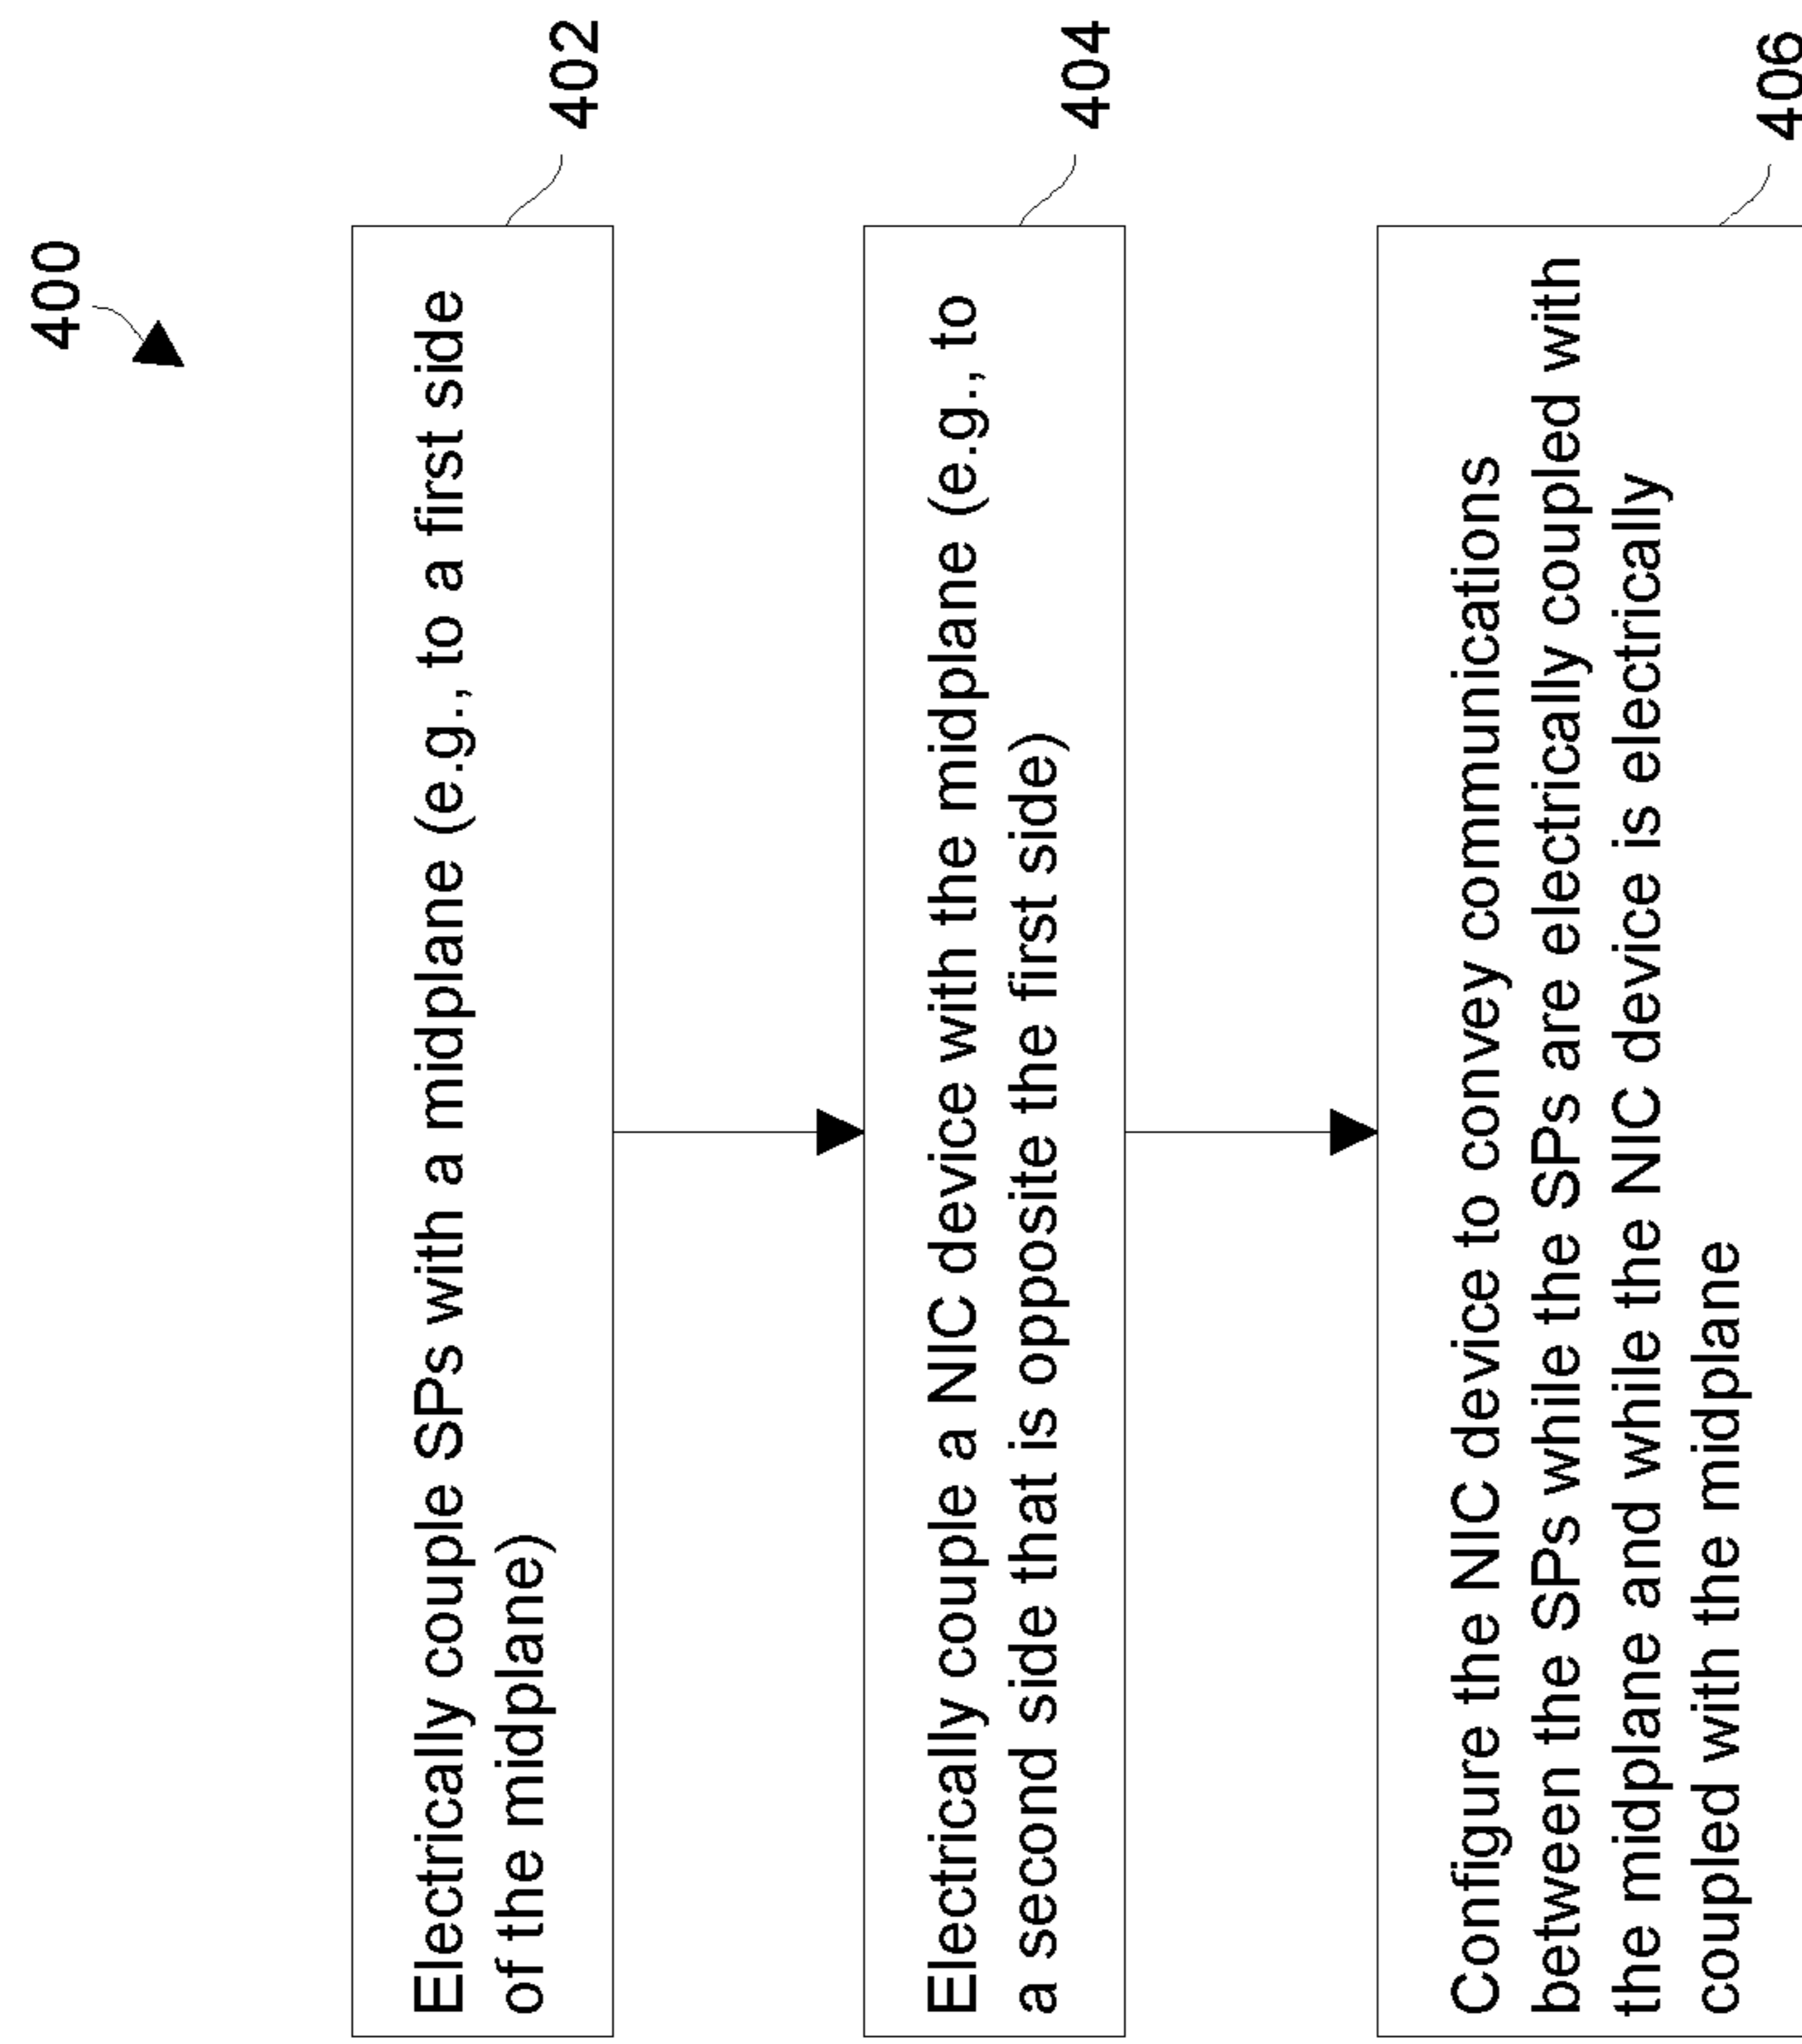 400
Electrically couple SPs with a midplane (e.g., to a first side
of the midplane)
402
Electrically couple a NIC device with the midplane (e.g., to
a second side that is opposite the first side)
404
Configure the NIC device to convey communications
between the SPs while the SPs are electrically coupled with
the midplane and while the NIC device is electrically
coupled with the midplane
406